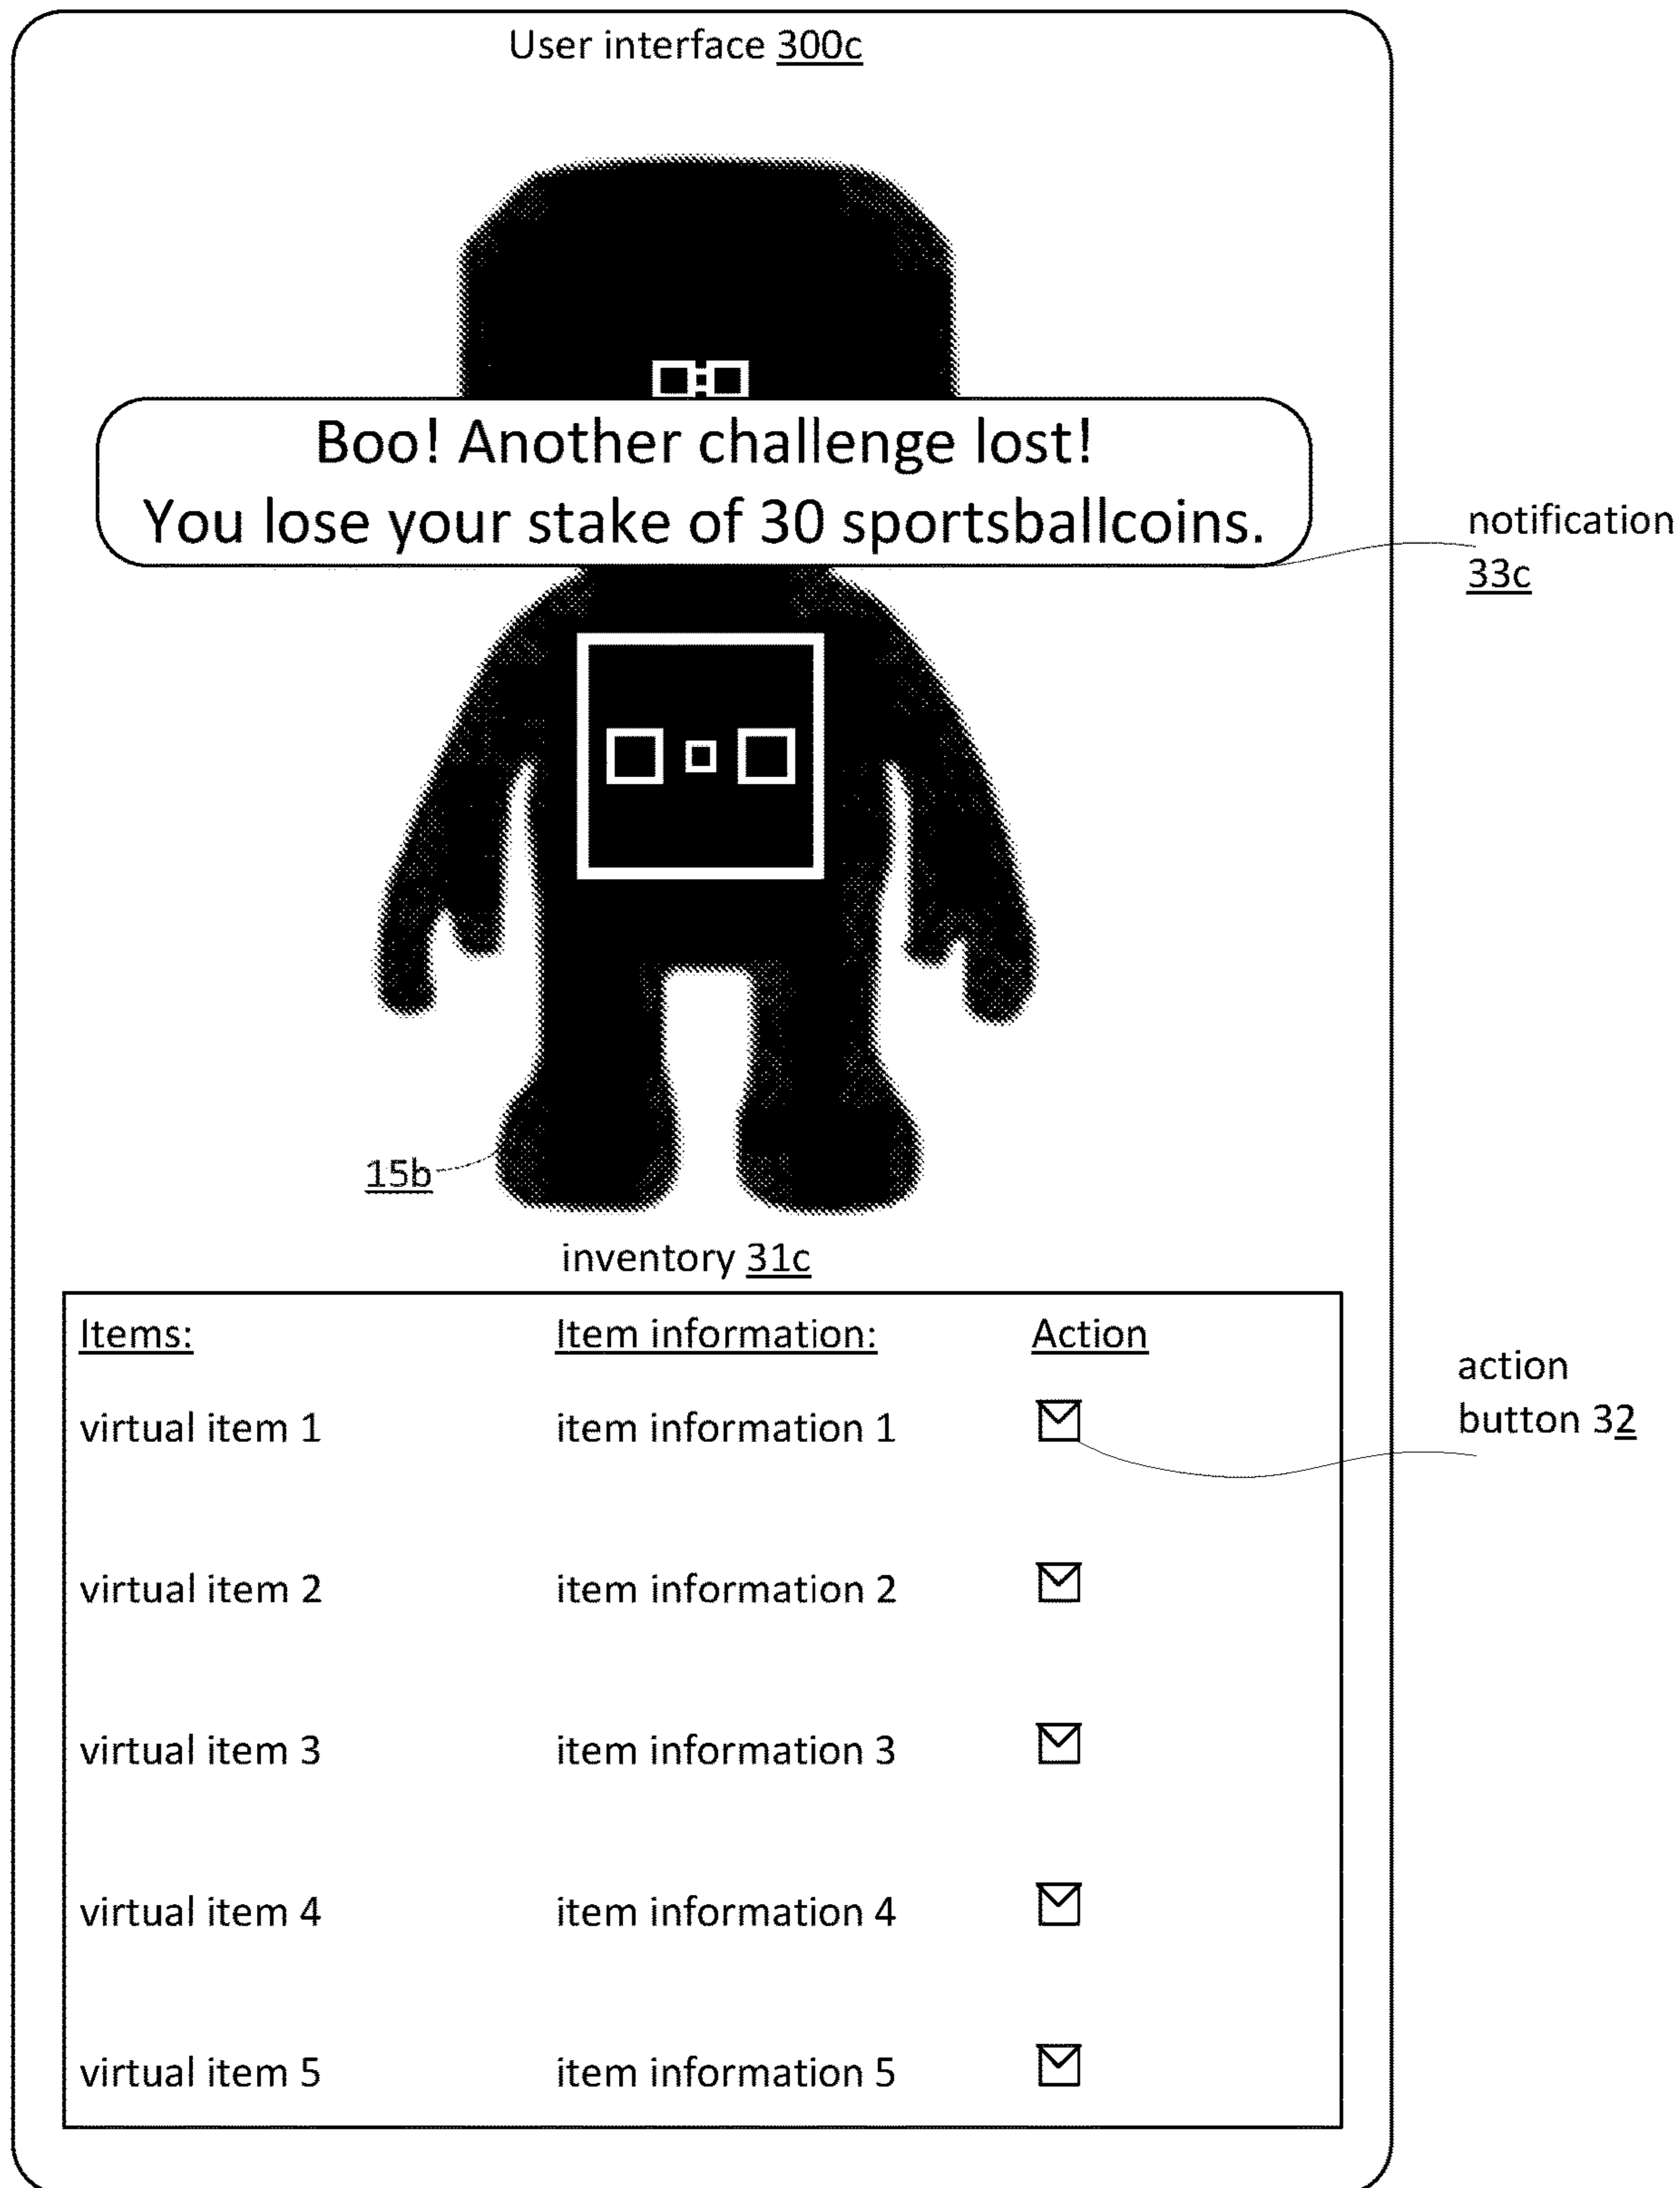 User interface 300c
Boo! Another challenge lost!
You lose your stake of 30 sportsballcoins.
notification
33c
15b
inventory 31c
Items: Item information: Action
action
button 32
virtual item 1 item information 1
virtual item 2 item information 2
virtual item 3 item information 3
virtual item 4 item information 4
virtual item 5 item information 5